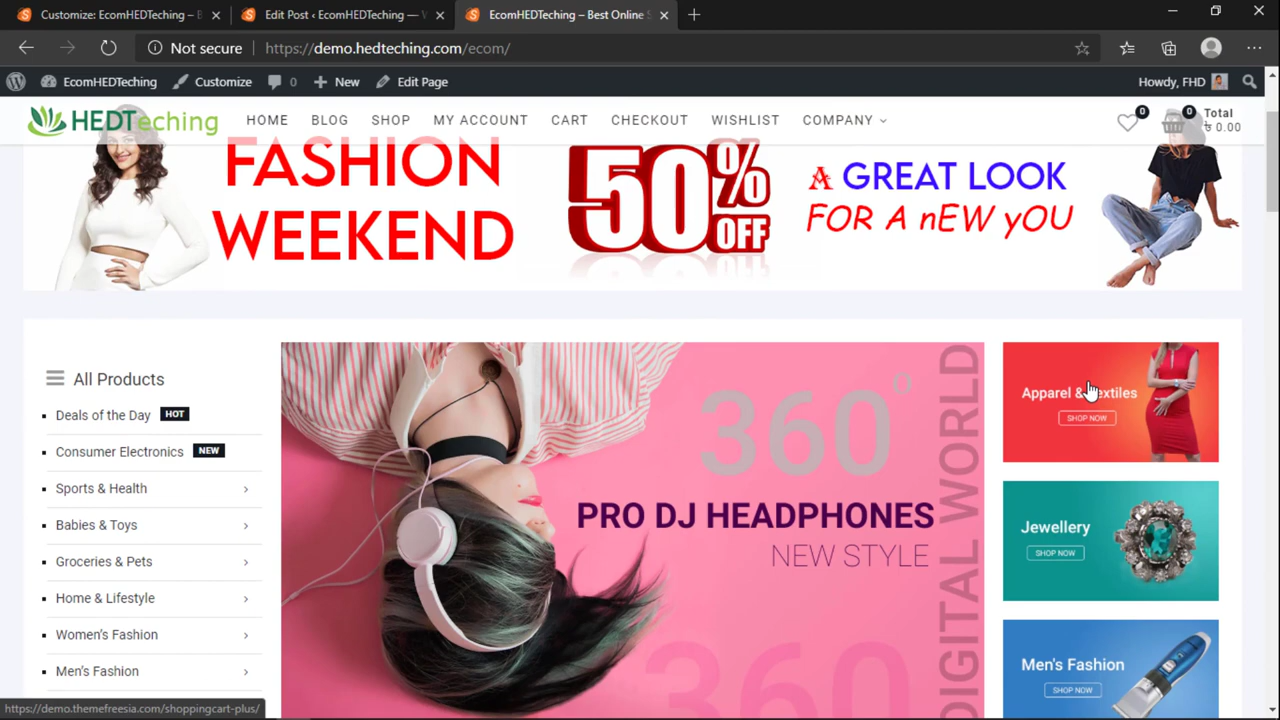 Customize: EcomHEDTeching – B
Edit Post ‹ EcomHEDTeching —
EcomHEDTeching – Best Online S
Not secure
https://demo.hedteching.com/ecom/
EcomHEDTeching
Customize
0
New
Edit Page
Howdy, FHD
HEDTeching
HOME
BLOG
SHOP
MY ACCOUNT
CART
CHECKOUT
WISHLIST
COMPANY
0
0
Total
৳ 0.00
FASHION
WEEKEND
50% OFF
A GREAT LOOK
FOR A nEW yOU
All Products
Deals of the Day HOT
Consumer Electronics NEW
Sports & Health
Babies & Toys
Groceries & Pets
Home & Lifestyle
Women's Fashion
Men's Fashion
360°
PRO DJ HEADPHONES
NEW STYLE
DIGITAL WORLD
360
Apparel & Textiles
SHOP NOW
Jewellery
SHOP NOW
Men's Fashion
SHOP NOW
https://demo.themefreesia.com/shoppingcart-plus/